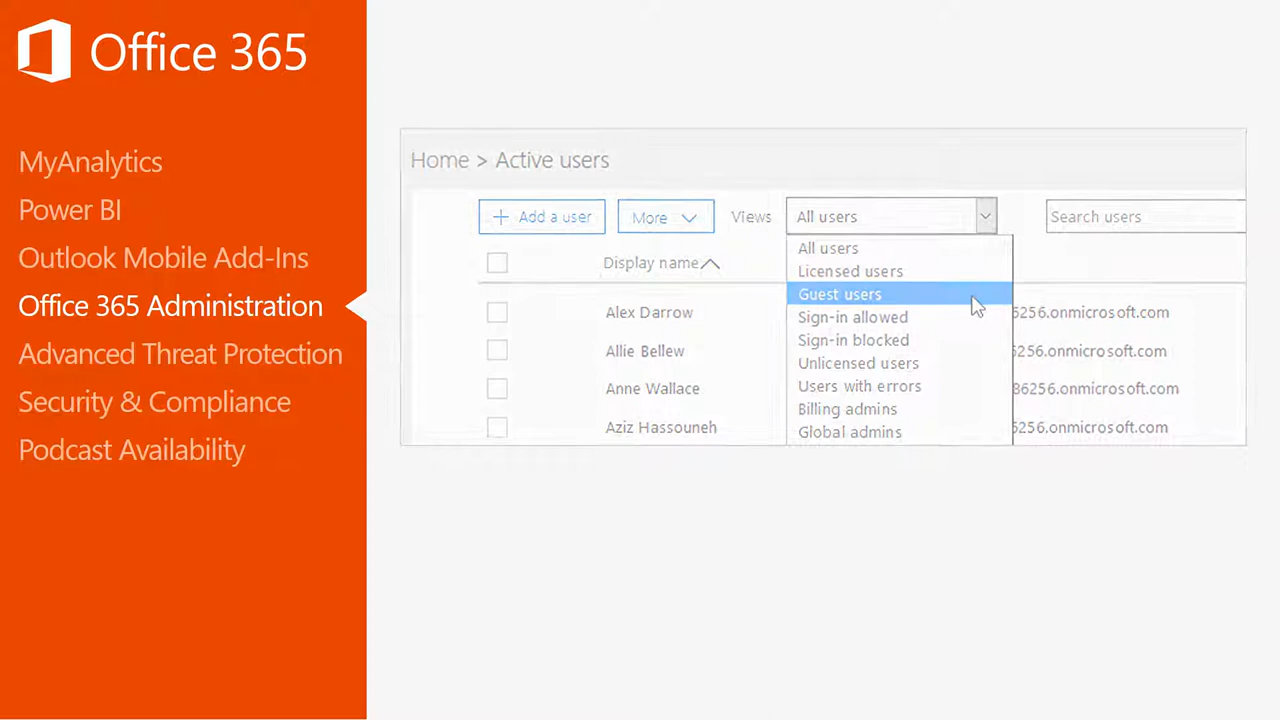 Office 365
MyAnalytics
Power BI
Outlook Mobile Add-Ins
Office 365 Administration
Advanced Threat Protection
Security & Compliance
Podcast Availability
Home > Active users
+ Add a user More Views All users Search users
Display name
All users
Licensed users
Guest users
Sign-in allowed
Sign-in blocked
Unlicensed users
Users with errors
Billing admins
Global admins
Alex Darrow 6256.onmicrosoft.com
Allie Bellew 6256.onmicrosoft.com
Anne Wallace 86256.onmicrosoft.com
Aziz Hassouneh 6256.onmicrosoft.com